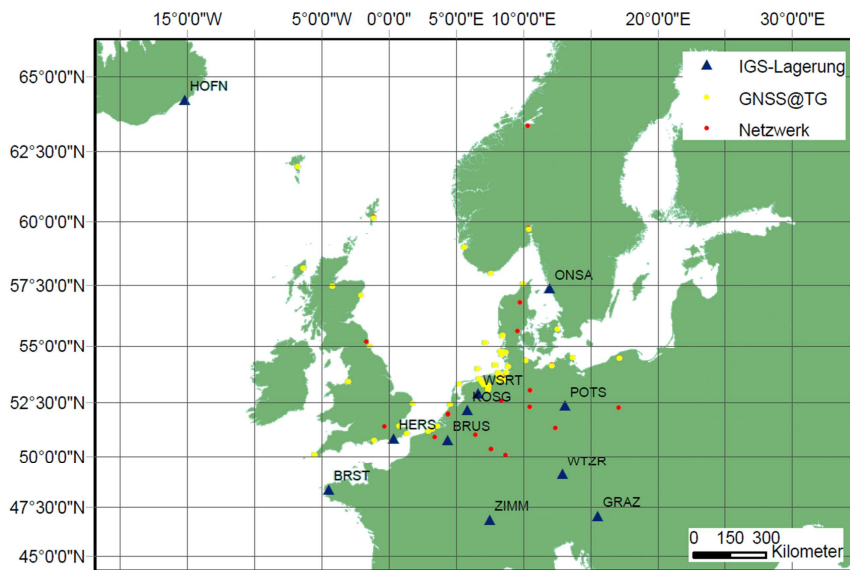 15°0'0"W 5°0'0"W 0°0'0" 5°0'0"E 10°0'0"E 20°0'0"E 30°0'0"E
65°0'0"N
62°30'0"N
60°0'0"N
57°30'0"N
55°0'0"N
52°30'0"N
50°0'0"N
47°30'0"N
45°0'0"N
IGS-Lagerung
GNSS@TG
Netzwerk
HOFN
ONSA
WSRT
KOSG
POTS
HERS
BRUS
BRST
WTZR
ZIMM
GRAZ
0 150 300
Kilometer